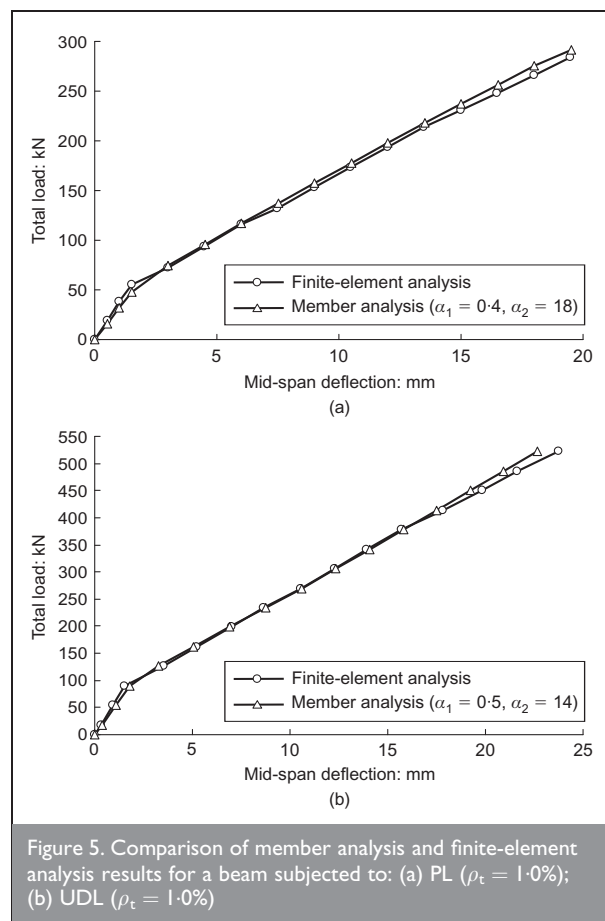 300
250
200
150
100
50
0
Total load: kN
Finite-element analysis
Member analysis (α₁ = 0·4, α₂ = 18)
0 5 10 15 20
Mid-span deflection: mm
(a)
550
500
450
400
350
300
250
200
150
100
50
0
Total load: kN
Finite-element analysis
Member analysis (α₁ = 0·5, α₂ = 14)
0 5 10 15 20 25
Mid-span deflection: mm
(b)
Figure 5. Comparison of member analysis and finite-element
analysis results for a beam subjected to: (a) PL (ρₜ = 1·0%);
(b) UDL (ρₜ = 1·0%)